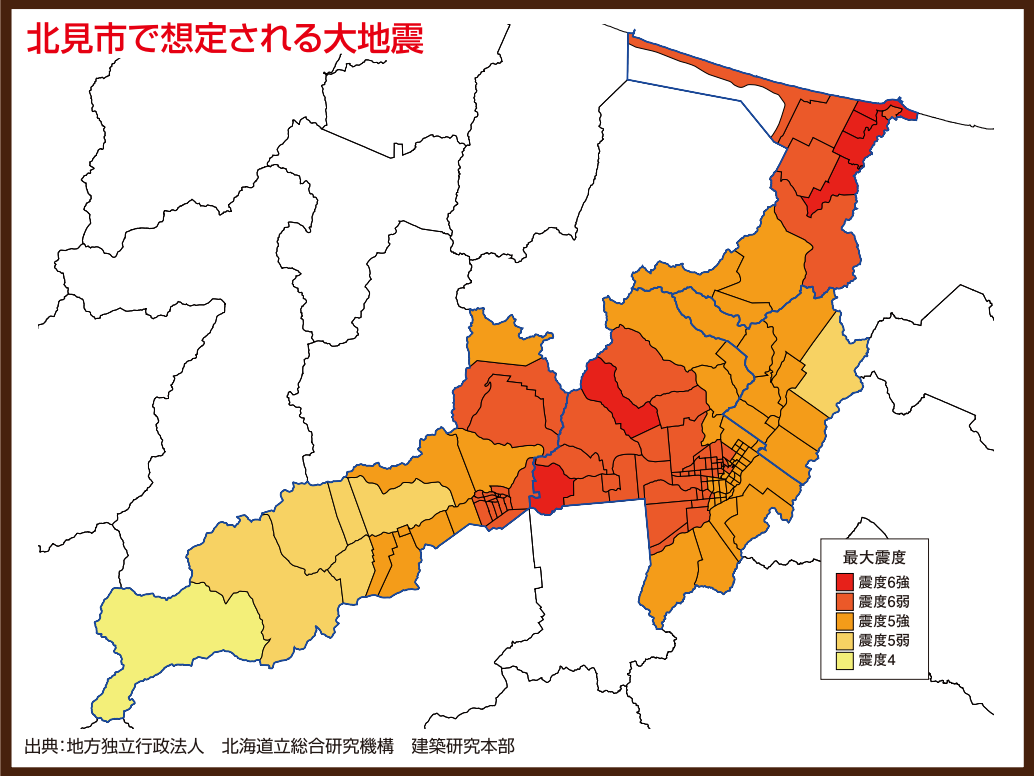 北見市で想定される大地震
最大震度
震度6強
震度6弱
震度5強
震度5弱
震度4
出典：地方独立行政法人　北海道立総合研究機構　建築研究本部